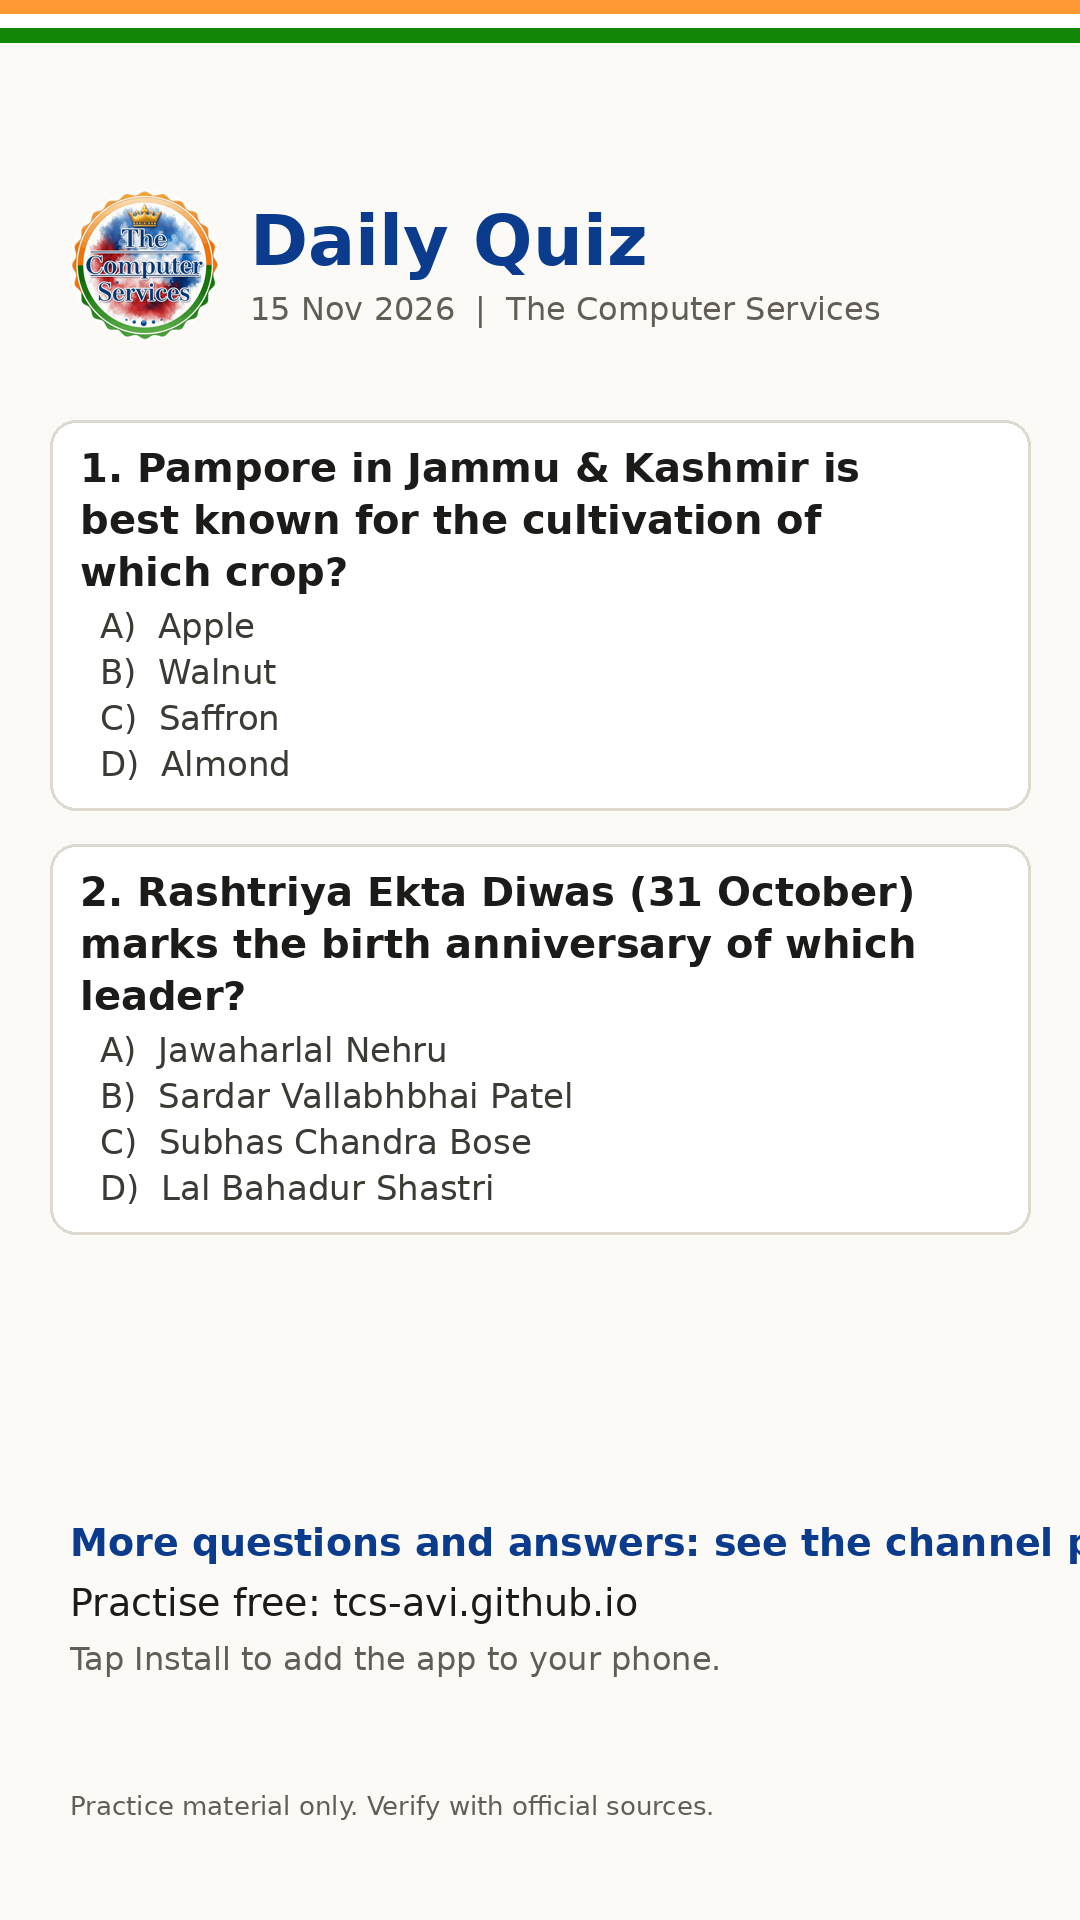 The
Computer
Services
Daily Quiz
15 Nov 2026 | The Computer Services
1. Pampore in Jammu & Kashmir is
best known for the cultivation of
which crop?
A) Apple
B) Walnut
C) Saffron
D) Almond
2. Rashtriya Ekta Diwas (31 October)
marks the birth anniversary of which
leader?
A) Jawaharlal Nehru
B) Sardar Vallabhbhai Patel
C) Subhas Chandra Bose
D) Lal Bahadur Shastri
More questions and answers: see the channel
Practise free: tcs-avi.github.io
Tap Install to add the app to your phone.
Practice material only. Verify with official sources.